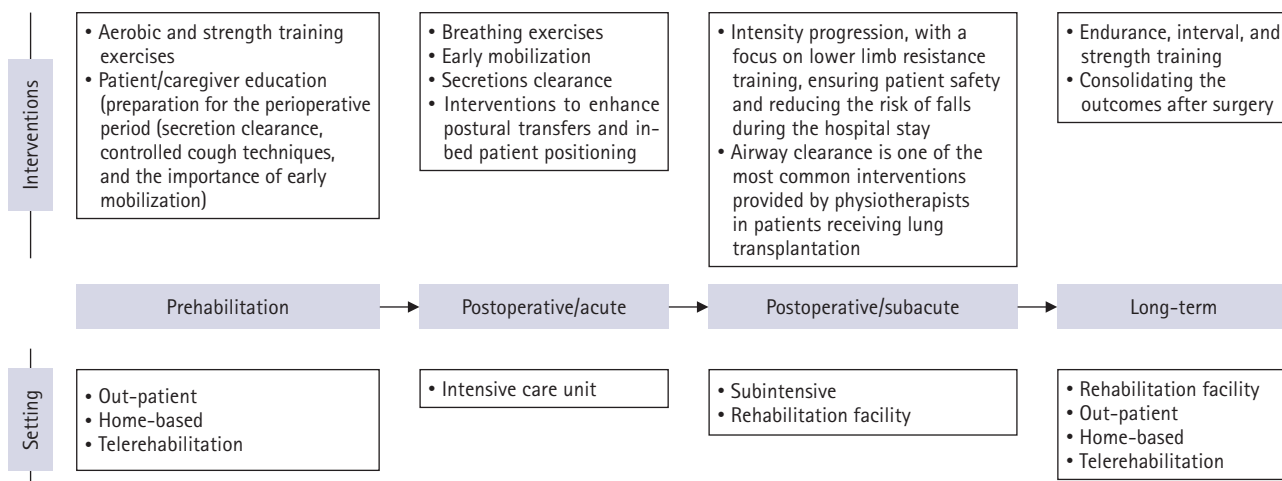 Interventions
• Aerobic and strength training
exercises
• Patient/caregiver education
(preparation for the perioperative
period (secretion clearance,
controlled cough techniques,
and the importance of early
mobilization)
• Breathing exercises
• Early mobilization
• Secretions clearance
• Interventions to enhance
postural transfers and in-
bed patient positioning
• Intensity progression, with a
focus on lower limb resistance
training, ensuring patient safety
and reducing the risk of falls
during the hospital stay
• Airway clearance is one of the
most common interventions
provided by physiotherapists
in patients receiving lung
transplantation
• Endurance, interval, and
strength training
• Consolidating the
outcomes after surgery
Prehabilitation
Postoperative/acute
Postoperative/subacute
Long-term
Setting
• Out-patient
• Home-based
• Telerehabilitation
• Intensive care unit
• Subintensive
• Rehabilitation facility
• Rehabilitation facility
• Out-patient
• Home-based
• Telerehabilitation